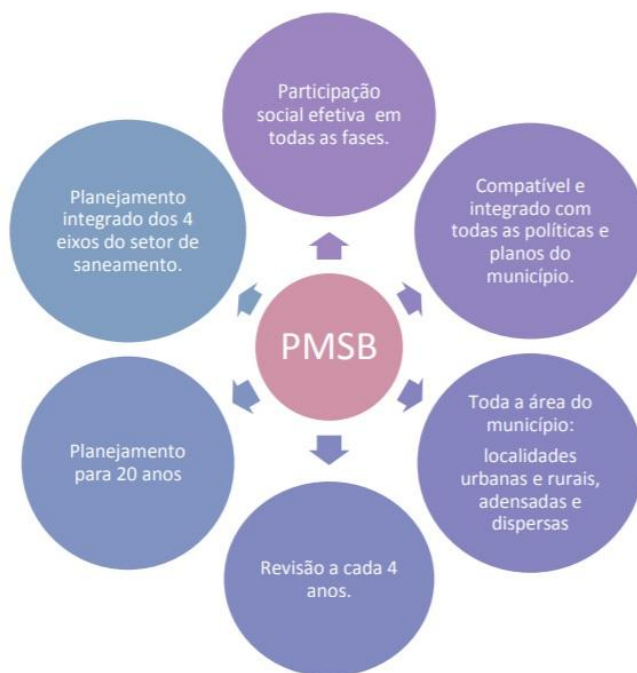 Participação
social efetiva em
todas as fases.
Planejamento
integrado dos 4
eixos do setor de
saneamento.
Compatível e
integrado com
todas as políticas e
planos do
município.
PMSB
Planejamento
para 20 anos
Toda a área do
município:
localidades
urbanas e rurais,
adensadas e
dispersas
Revisão a cada 4
anos.